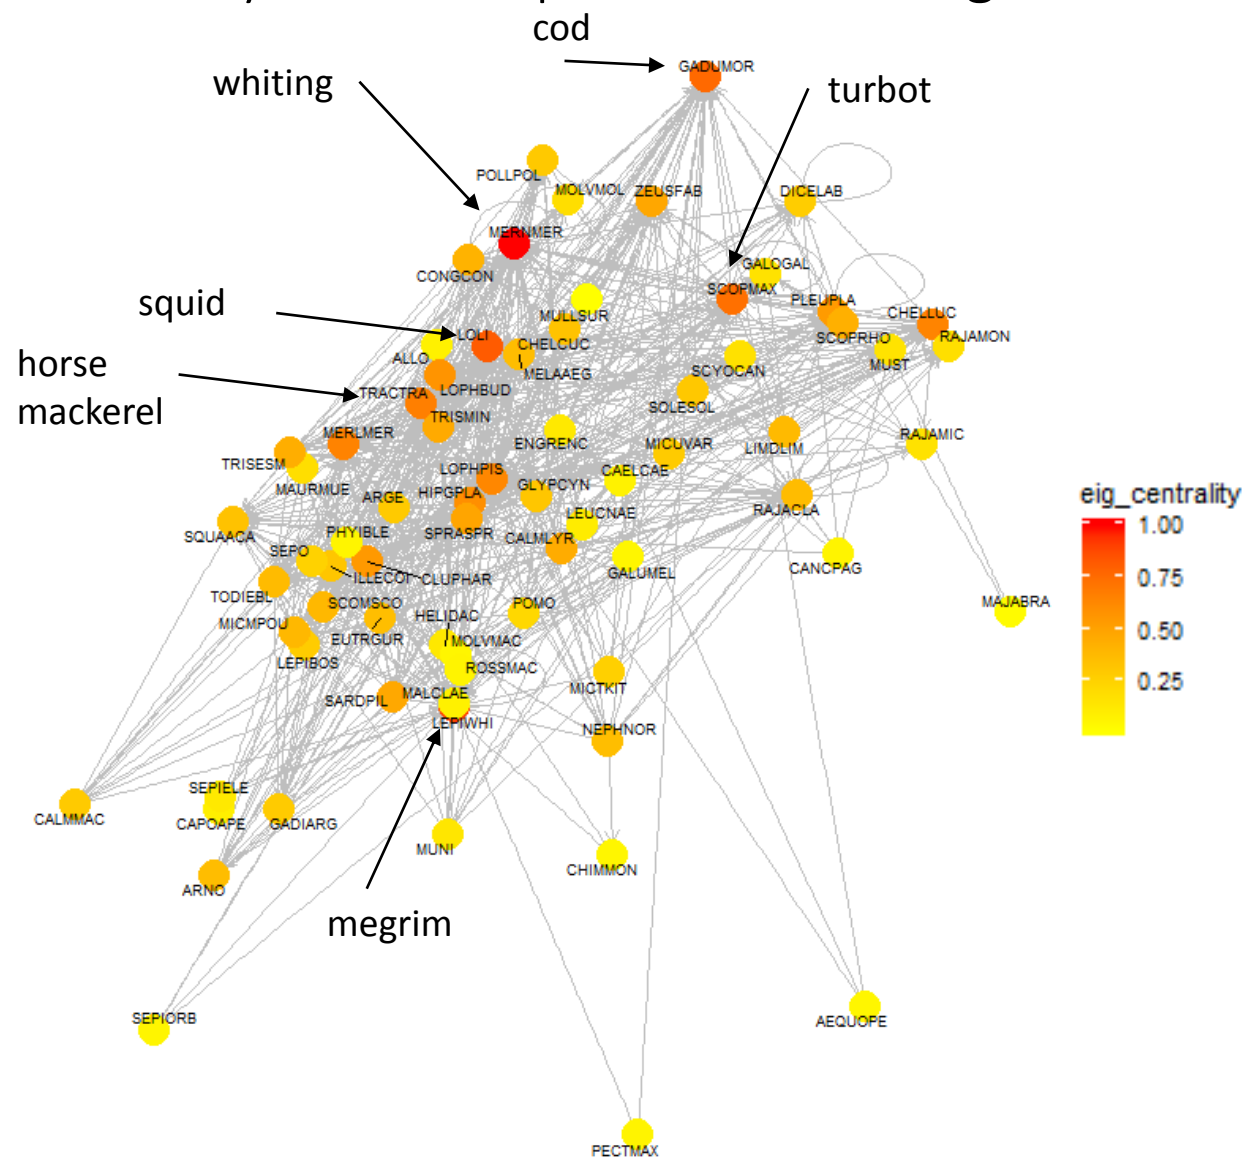 cod
GADUMOR
whiting
turbot
POLLPOL
MOLVMOL
ZEUSFAB
DICELAB
MERNMER
CONGCON
GALOGAL
SCOPMAX
squid
PLEUPLA
MULLSUR
CHELLUC
SCOPRHO
RAJAMON
LOLI
CHELCUC
ALLO
MUST
horse
mackerel
MELAAEG
SCYOCAN
TRACTRA
LOPHBUD
SOLESOL
TRISMIN
MERLMER
ENGRENC
MICUVAR
LIMDLIM
RAJAMIC
TRISESM
LOPHPIS
CAELCAE
MAURMUE
ARGE
HIPGPLA
GLYPCYN
eig_centrality
RAJACLA
LEUCNAE
1.00
SQUAACA
PHYIBLE
SPRASPR
CALMLYR
SEPO
ILLECOI
CLUPHAR
GALUMEL
CANCPAG
0.75
TODIEBL
SCOMSCO
HELIDAC
POMO
MAJABRA
MICMPOU
EUTRGUR
MOLVMAC
0.50
LEPIBOS
ROSSMAC
0.25
SARDPIL
MALCLAE
MICTKIT
LEPIWHI
NEPHNOR
SEPIELE
CALMMAC
CAPOAPE
GADIARG
MUNI
CHIMMON
ARNO
megrim
SEPIORB
AEQUOPE
PECTMAX